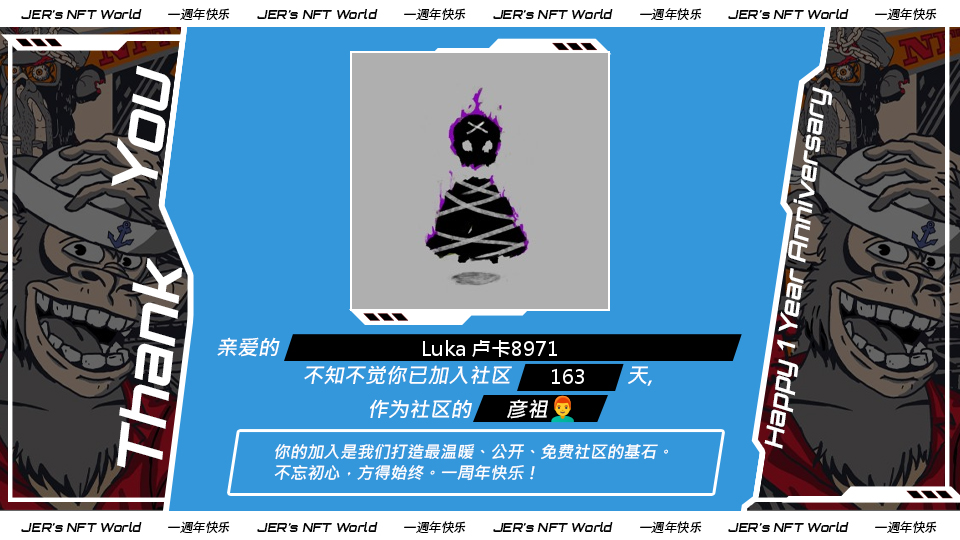 JER's NFT World 一週年快乐 JER's NFT World 一週年快乐 JER's NFT World 一週年快乐 JER's NFT World 一週年快乐
Thank You
亲爱的 Luka 卢卡8971
不知不觉你已加入社区 163 天,
作为社区的 彦祖👨‍🦰
你的加入是我们打造最温暖、公开、免费社区的基石。
不忘初心，方得始终。一周年快乐！
Happy 1 Year Anniversary
JER's NFT World 一週年快乐 JER's NFT World 一週年快乐 JER's NFT World 一週年快乐 JER's NFT World 一週年快乐